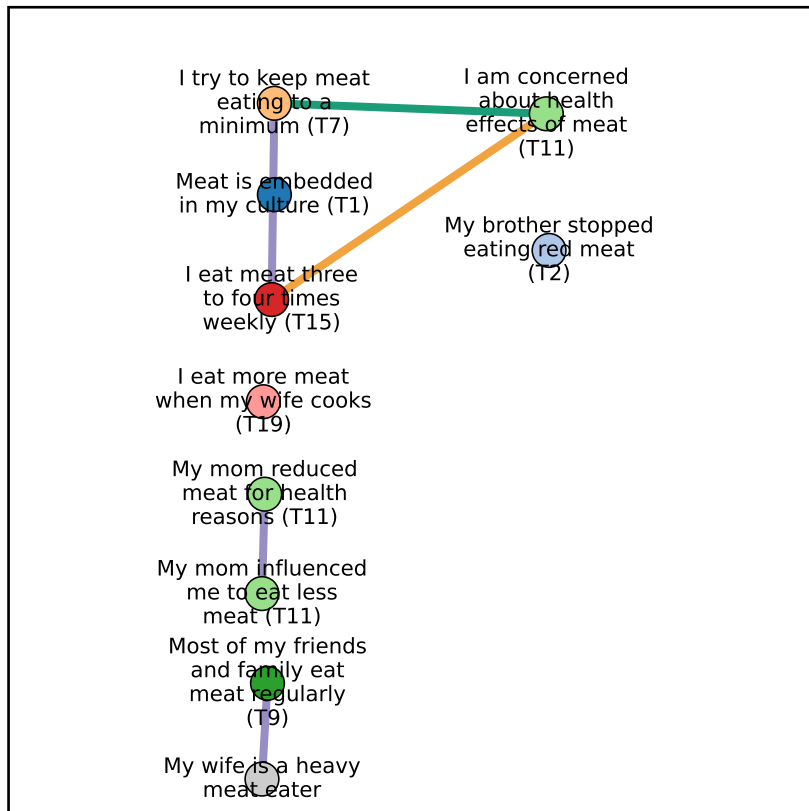 I try to keep meat
eating to a
minimum (T7)
I am concerned
about health
effects of meat
(T11)
Meat is embedded
in my culture (T1)
My brother stopped
eating red meat
(T2)
I eat meat three
to four times
weekly (T15)
I eat more meat
when my wife cooks
(T19)
My mom reduced
meat for health
reasons (T11)
My mom influenced
me to eat less
meat (T11)
Most of my friends
and family eat
meat regularly
(T9)
My wife is a heavy
meat eater